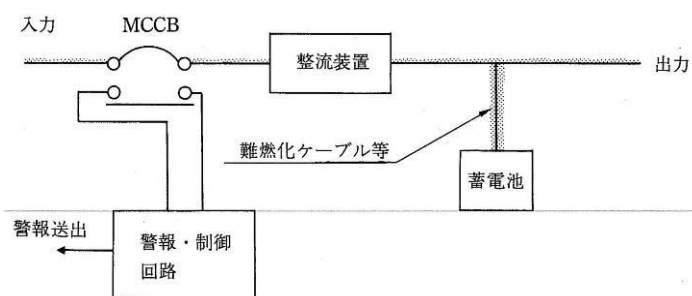 入力
MCCB
整流装置
出力
難燃化ケーブル等
蓄電池
警報送出
警報・制御
回路